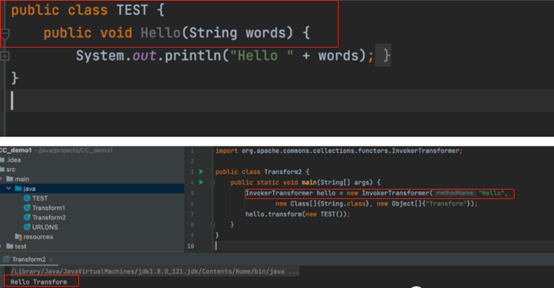 public class TEST {
public void Hello(String words) {
System.out.println("Hello " + words); }
}
CC_demo1 ~/java/projects/CC_demo1
.idea
src
main
java
TEST
Transform1
Transform2
URLDNS
resources
test
1 import org.apache.commons.collections.functors.InvokerTransformer;
2
3 public class Transform2 {
4 public static void main(String[] args) {
5 InvokerTransformer hello = new InvokerTransformer( methodName: "Hello",
6 new Class[]{String.class}, new Object[]{"Transform"});
7 hello.transform(new TEST());
8 }
9 }
10
Transform2
/Library/Java/JavaVirtualMachines/jdk1.8.0_121.jdk/Contents/Home/bin/java ...
Hello Transform